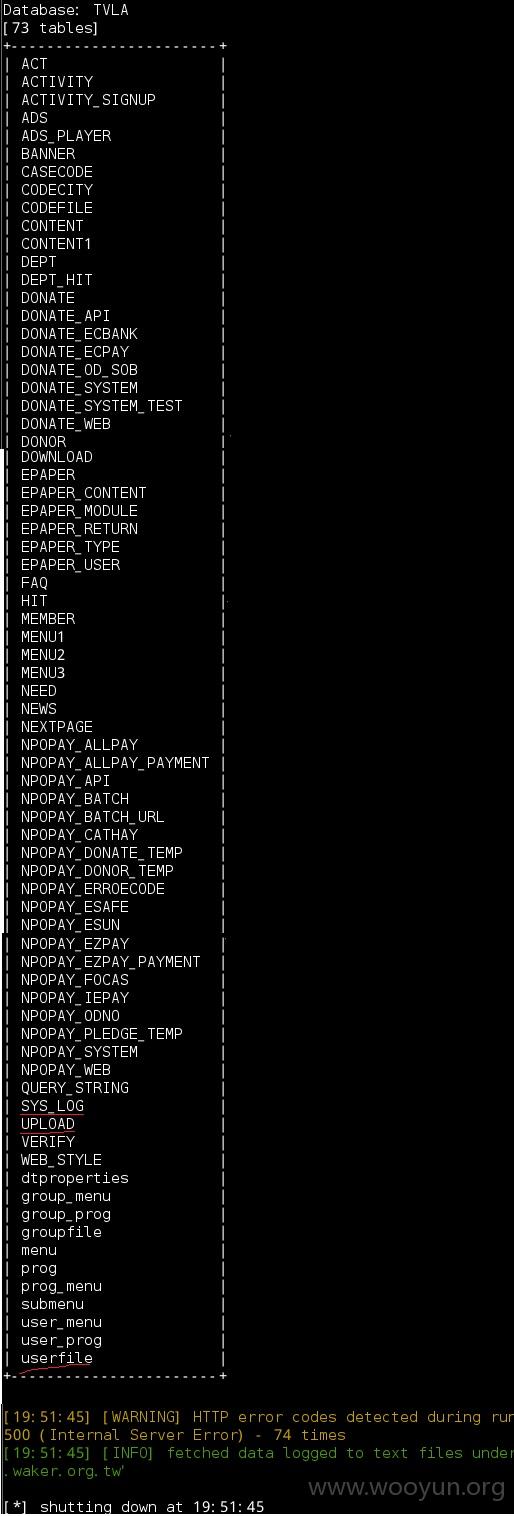 Database: TVLA
[73 tables]
+-----------------------+
| ACT |
| ACTIVITY |
| ACTIVITY_SIGNUP |
| ADS |
| ADS_PLAYER |
| BANNER |
| CASECODE |
| CODECITY |
| CODEFILE |
| CONTENT |
| CONTENT1 |
| DEPT |
| DEPT_HIT |
| DONATE |
| DONATE_API |
| DONATE_ECBANK |
| DONATE_ECPAY |
| DONATE_OD_SOB |
| DONATE_SYSTEM |
| DONATE_SYSTEM_TEST |
| DONATE_WEB |
| DONOR |
| DOWNLOAD |
| EPAPER |
| EPAPER_CONTENT |
| EPAPER_MODULE |
| EPAPER_RETURN |
| EPAPER_TYPE |
| EPAPER_USER |
| FAQ |
| HIT |
| MEMBER |
| MENU1 |
| MENU2 |
| MENU3 |
| NEED |
| NEWS |
| NEXTPAGE |
| NPOPAY_ALLPAY |
| NPOPAY_ALLPAY_PAYMENT |
| NPOPAY_API |
| NPOPAY_BATCH |
| NPOPAY_BATCH_URL |
| NPOPAY_CATHAY |
| NPOPAY_DONATE_TEMP |
| NPOPAY_DONOR_TEMP |
| NPOPAY_ERROECODE |
| NPOPAY_ESAFE |
| NPOPAY_ESUN |
| NPOPAY_EZPAY |
| NPOPAY_EZPAY_PAYMENT |
| NPOPAY_FOCAS |
| NPOPAY_IEPAY |
| NPOPAY_ODNO |
| NPOPAY_PLEDGE_TEMP |
| NPOPAY_SYSTEM |
| NPOPAY_WEB |
| QUERY_STRING |
| SYS_LOG |
| UPLOAD |
| VERIFY |
| WEB_STYLE |
| dtproperties |
| group_menu |
| group_prog |
| groupfile |
| menu |
| prog |
| prog_menu |
| submenu |
| user_menu |
| user_prog |
| userfile |
+-----------------------+
[19:51:45] [WARNING] HTTP error codes detected during run
500 (Internal Server Error) - 74 times
[19:51:45] [INFO] fetched data logged to text files under
.waker.org.tw'
www.wooyun.org
[*] shutting down at 19:51:45